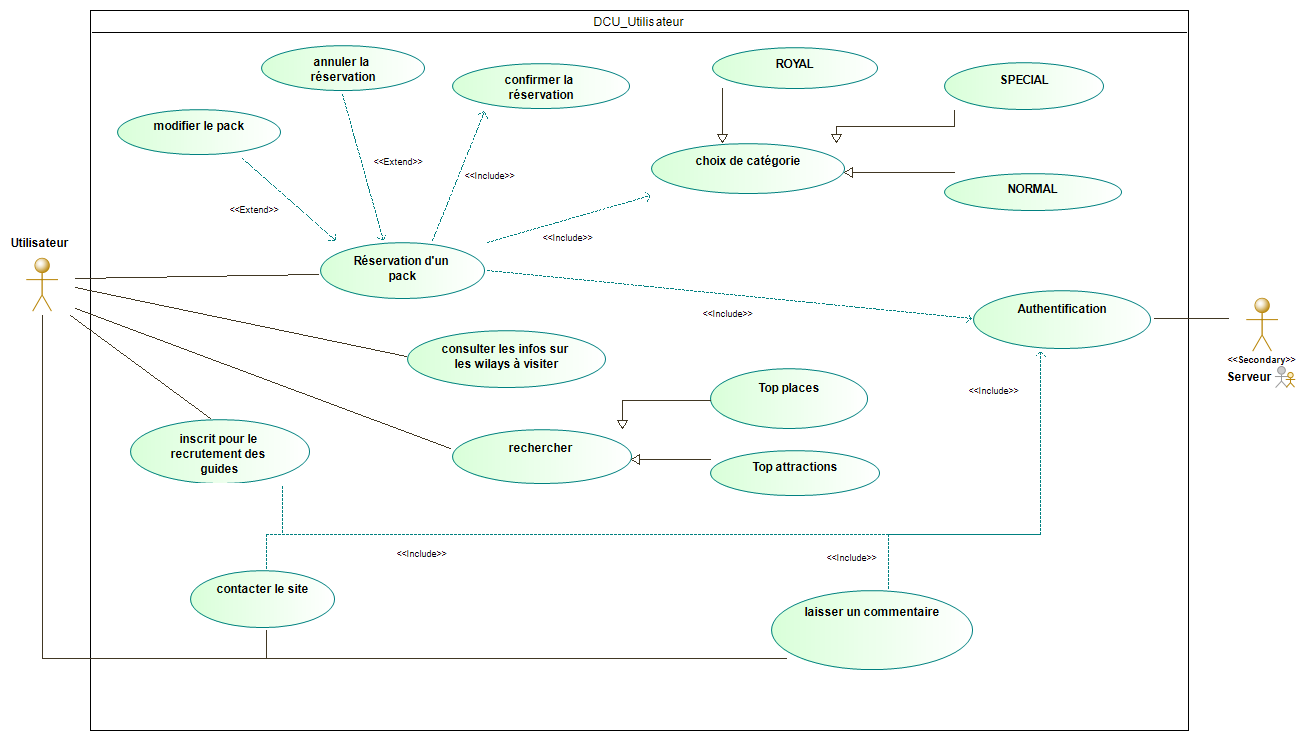 DCU_Utilisateur
annuler la
réservation
confirmer la
réservation
ROYAL
SPECIAL
modifier le pack
<<Extend>>
<<Include>>
choix de catégorie
NORMAL
<<Extend>>
<<Include>>
Utilisateur
Réservation d'un
pack
<<Include>>
Authentification
<<Secondary>>
Serveur
consulter les infos sur
les wilays à visiter
<<Include>>
Top places
inscrit pour le
recrutement des
guides
rechercher
Top attractions
<<Include>>
<<Include>>
contacter le site
laisser un commentaire